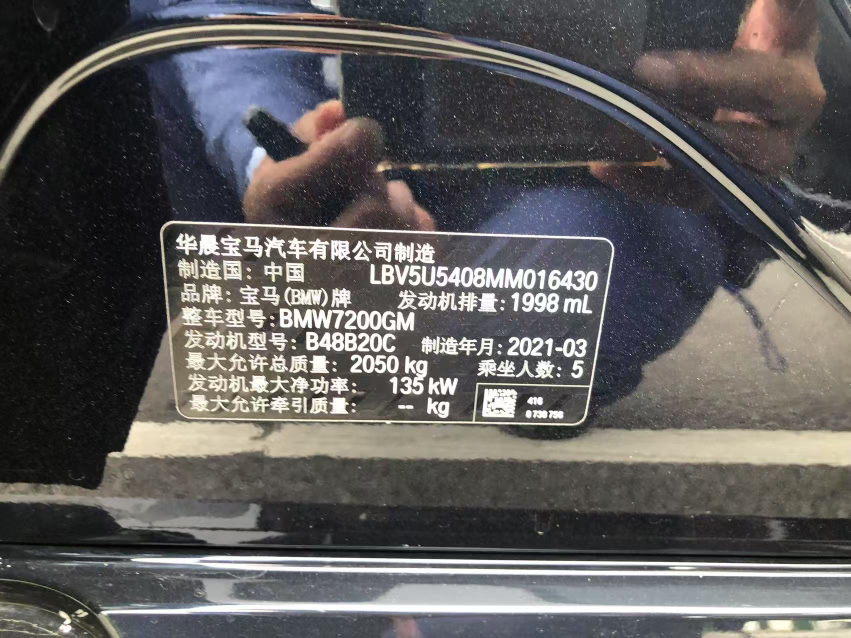 华晨宝马汽车有限公司制造
制造国: 中国 LBV5U5408MM016430
品牌: 宝马(BMW)牌 发动机排量: 1998 mL
整车型号: BMW7200GM
发动机型号: B48B20C 制造年月: 2021-03
最大允许总质量: 2050 kg 乘坐人数: 5
发动机最大净功率: 135 kW
最大允许牵引质量: -- kg
416
8 738 756